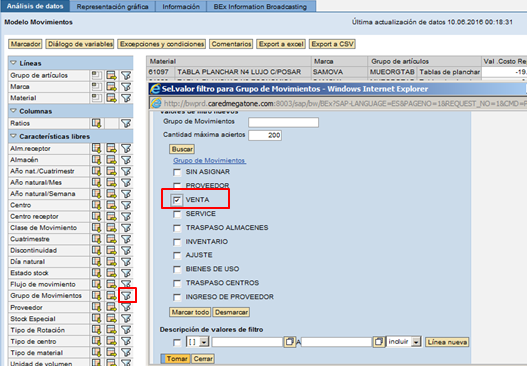 Análisis de datos Representación gráfica Información BEx Information Broadcasting
Modelo Movimientos
Última actualización de datos 10.06.2016 00:18:31
Marcador Diálogo de variables Excepciones y condiciones Comentarios Export a excel Export a CSV
Líneas
Grupo de artículos
Marca
Material
Columnas
Ratios
Características libres
Alm.receptor
Almacén
Año nat./Cuatrimestr
Año natural/Mes
Año natural/Semana
Centro
Centro receptor
Clase de Movimiento
Cuatrimestre
Discontinuidad
Día natural
Estado stock
Flujo de movimiento
Grupo de Movimientos
Proveedor
Stock Especial
Tipo de Rotación
Tipo de centro
Tipo de material
Unidad de volumen
Material Marca Grupo de artículos Val .Costo Re
61097 TABLA PLANCHAR N4 LUJO C/POSAR SAMOVA MUEORGTAB Tablas de planchar -19.
Sel.valor filtro para Grupo de Movimientos - Windows Internet Explorer
http://bwprd.caredmegatone.com:8003/sap/bw/BEx?SAP-LANGUAGE=ES&PAGENO=1&REQUEST_NO=1&CMD=P
Valores de filtro nuevos
Grupo de Movimientos
Cantidad máxima aciertos 200
Buscar
Grupo de Movimientos
SIN ASIGNAR
PROVEEDOR
VENTA
SERVICE
TRASPASO ALMACENES
INVENTARIO
AJUSTE
BIENES DE USO
TRASPASO CENTROS
INGRESO DE PROVEEDOR
Marcar todo Desmarcar
Descripción de valores de filtro
[ ] A incluir Línea nueva
Tomar Cerrar